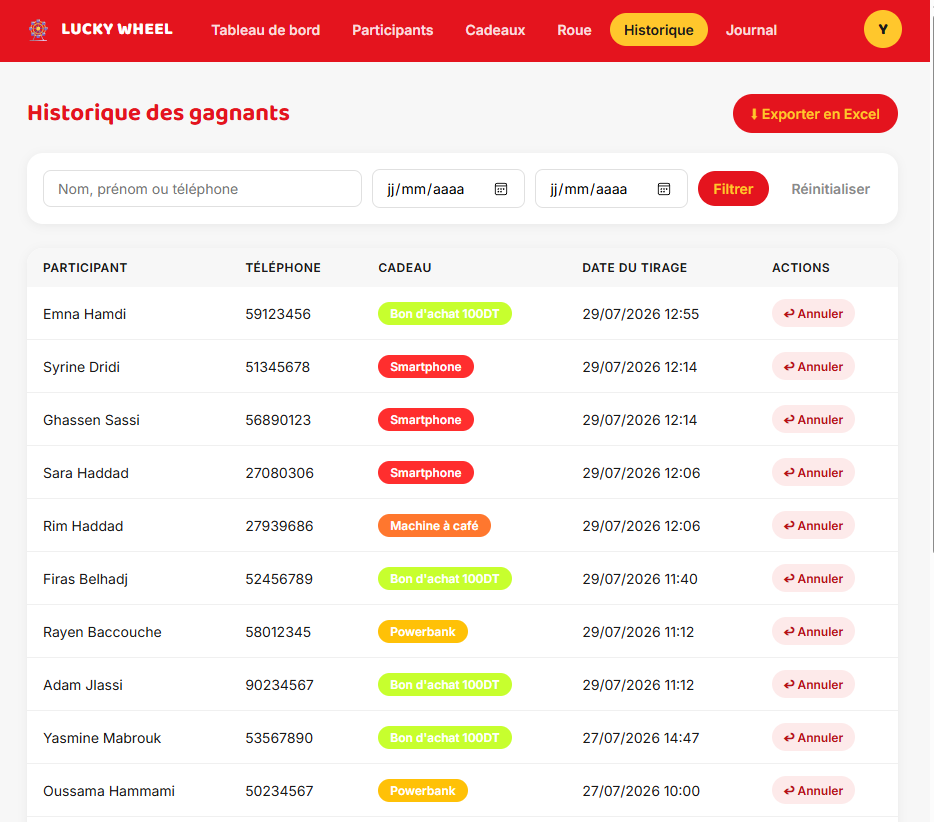 LUCKY WHEEL Tableau de bord Participants Cadeaux Roue Historique Journal Y
Historique des gagnants
⬇ Exporter en Excel
Nom, prénom ou téléphone jj/mm/aaaa jj/mm/aaaa Filtrer Réinitialiser
PARTICIPANT TÉLÉPHONE CADEAU DATE DU TIRAGE ACTIONS
Emna Hamdi 59123456 Bon d'achat 100DT 29/07/2026 12:55 ↩ Annuler
Syrine Dridi 51345678 Smartphone 29/07/2026 12:14 ↩ Annuler
Ghassen Sassi 56890123 Smartphone 29/07/2026 12:14 ↩ Annuler
Sara Haddad 27080306 Smartphone 29/07/2026 12:06 ↩ Annuler
Rim Haddad 27939686 Machine à café 29/07/2026 12:06 ↩ Annuler
Firas Belhadj 52456789 Bon d'achat 100DT 29/07/2026 11:40 ↩ Annuler
Rayen Baccouche 58012345 Powerbank 29/07/2026 11:12 ↩ Annuler
Adam Jlassi 90234567 Bon d'achat 100DT 29/07/2026 11:12 ↩ Annuler
Yasmine Mabrouk 53567890 Bon d'achat 100DT 27/07/2026 14:47 ↩ Annuler
Oussama Hammami 50234567 Powerbank 27/07/2026 10:00 ↩ Annuler